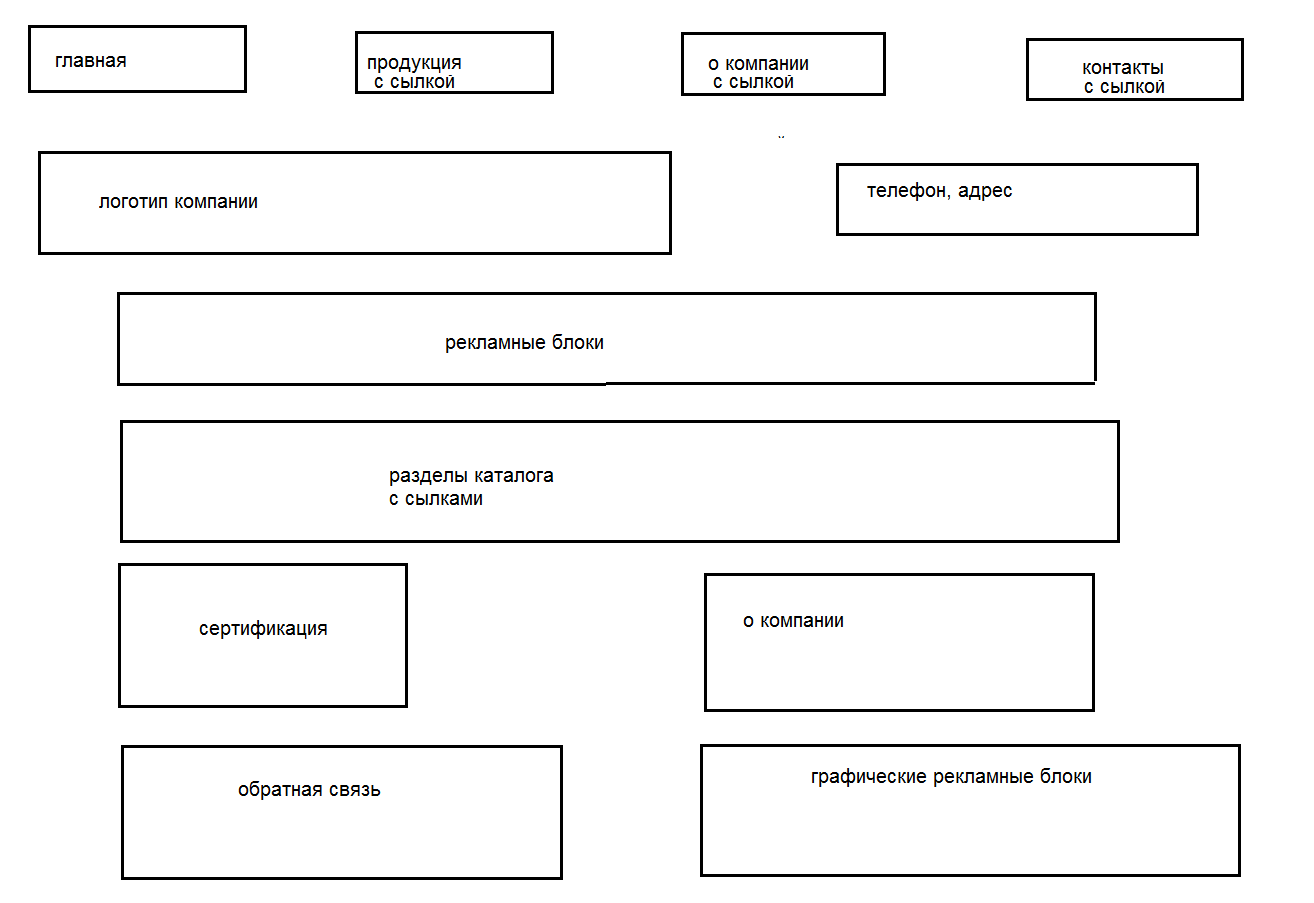 главная
продукция
с сылкой
о компании
с сылкой
контакты
с сылкой
логотип компании
телефон, адрес
рекламные блоки
разделы каталога
с сылками
сертификация
о компании
обратная связь
графические рекламные блоки